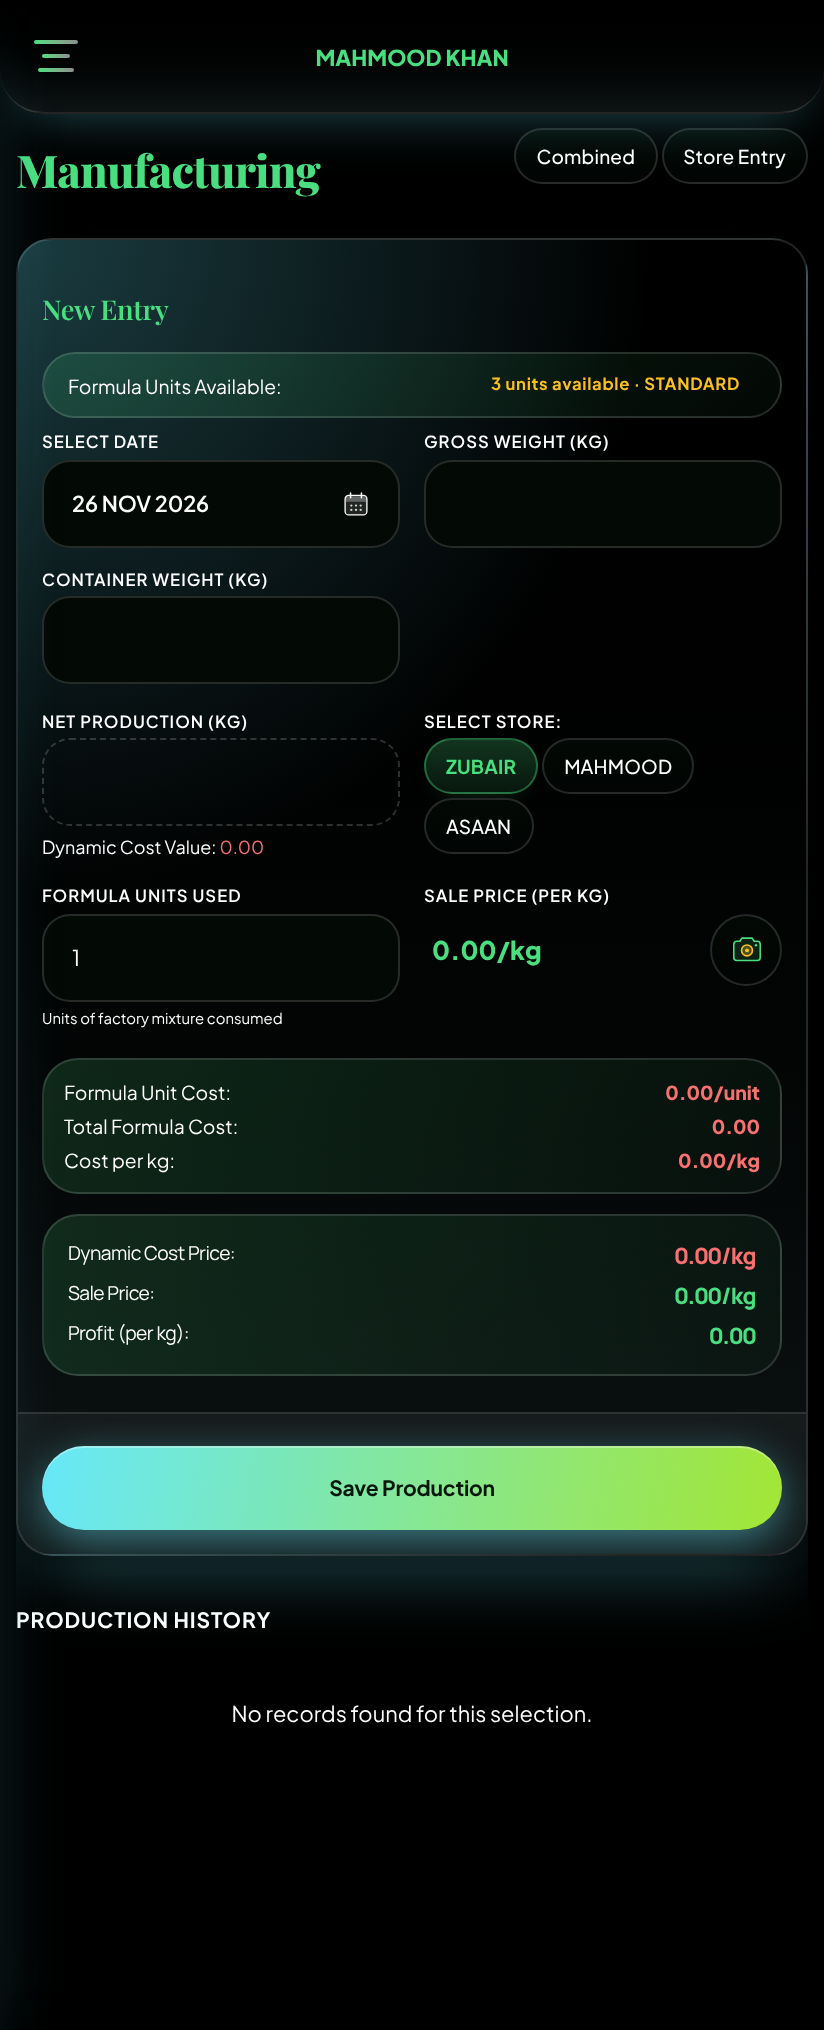 MAHMOOD KHAN
Manufacturing
Combined
Store Entry
New Entry
Formula Units Available:
3 units available · STANDARD
SELECT DATE
GROSS WEIGHT (KG)
26 NOV 2026
CONTAINER WEIGHT (KG)
NET PRODUCTION (KG)
SELECT STORE:
ZUBAIR
MAHMOOD
ASAAN
Dynamic Cost Value: 0.00
FORMULA UNITS USED
SALE PRICE (PER KG)
1
0.00/kg
Units of factory mixture consumed
Formula Unit Cost:
0.00/unit
Total Formula Cost:
0.00
Cost per kg:
0.00/kg
Dynamic Cost Price:
0.00/kg
Sale Price:
0.00/kg
Profit (per kg):
0.00
Save Production
PRODUCTION HISTORY
No records found for this selection.